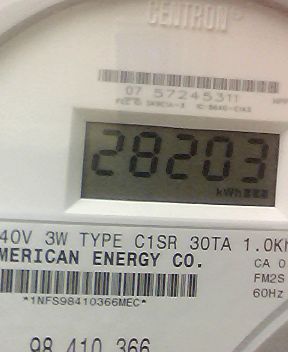 CENTRON®
07 57245311
28203
kWh
40V 3W TYPE C1SR 30TA 1.0Kh
MERICAN ENERGY CO.
CA 0
FM2S
60Hz
*1NFS98410366MEC*
98 410 366